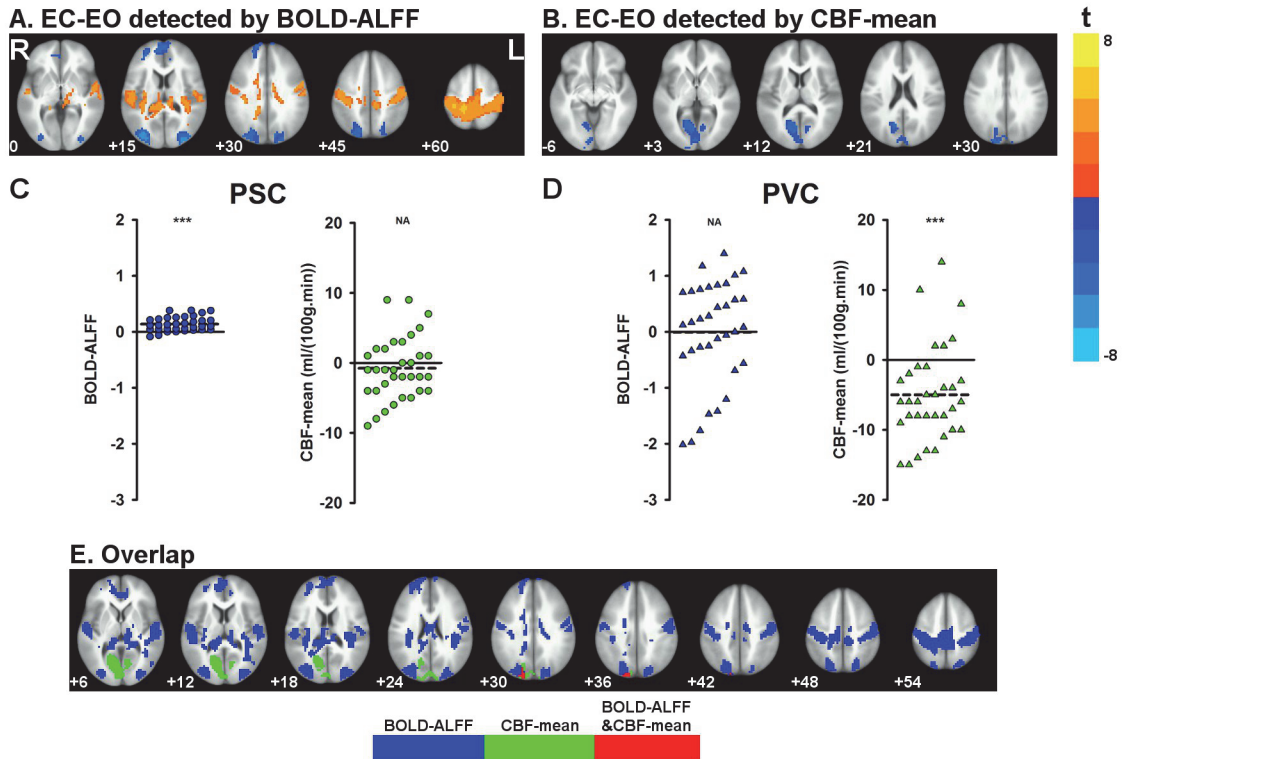 A. EC-EO detected by BOLD-ALFF
B. EC-EO detected by CBF-mean
t
R
L
0 +15 +30 +45 +60
-6 +3 +12 +21 +30
8
-8
C
PSC
2
1
0
-1
-2
-3
BOLD-ALFF
***
20
10
0
-10
-20
CBF-mean (ml/(100g.min))
NA
D
PVC
2
1
0
-1
-2
-3
BOLD-ALFF
NA
20
10
0
-10
-20
CBF-mean (ml/(100g.min))
***
E. Overlap
+6 +12 +18 +24 +30 +36 +42 +48 +54
BOLD-ALFF
CBF-mean
BOLD-ALFF
&CBF-mean